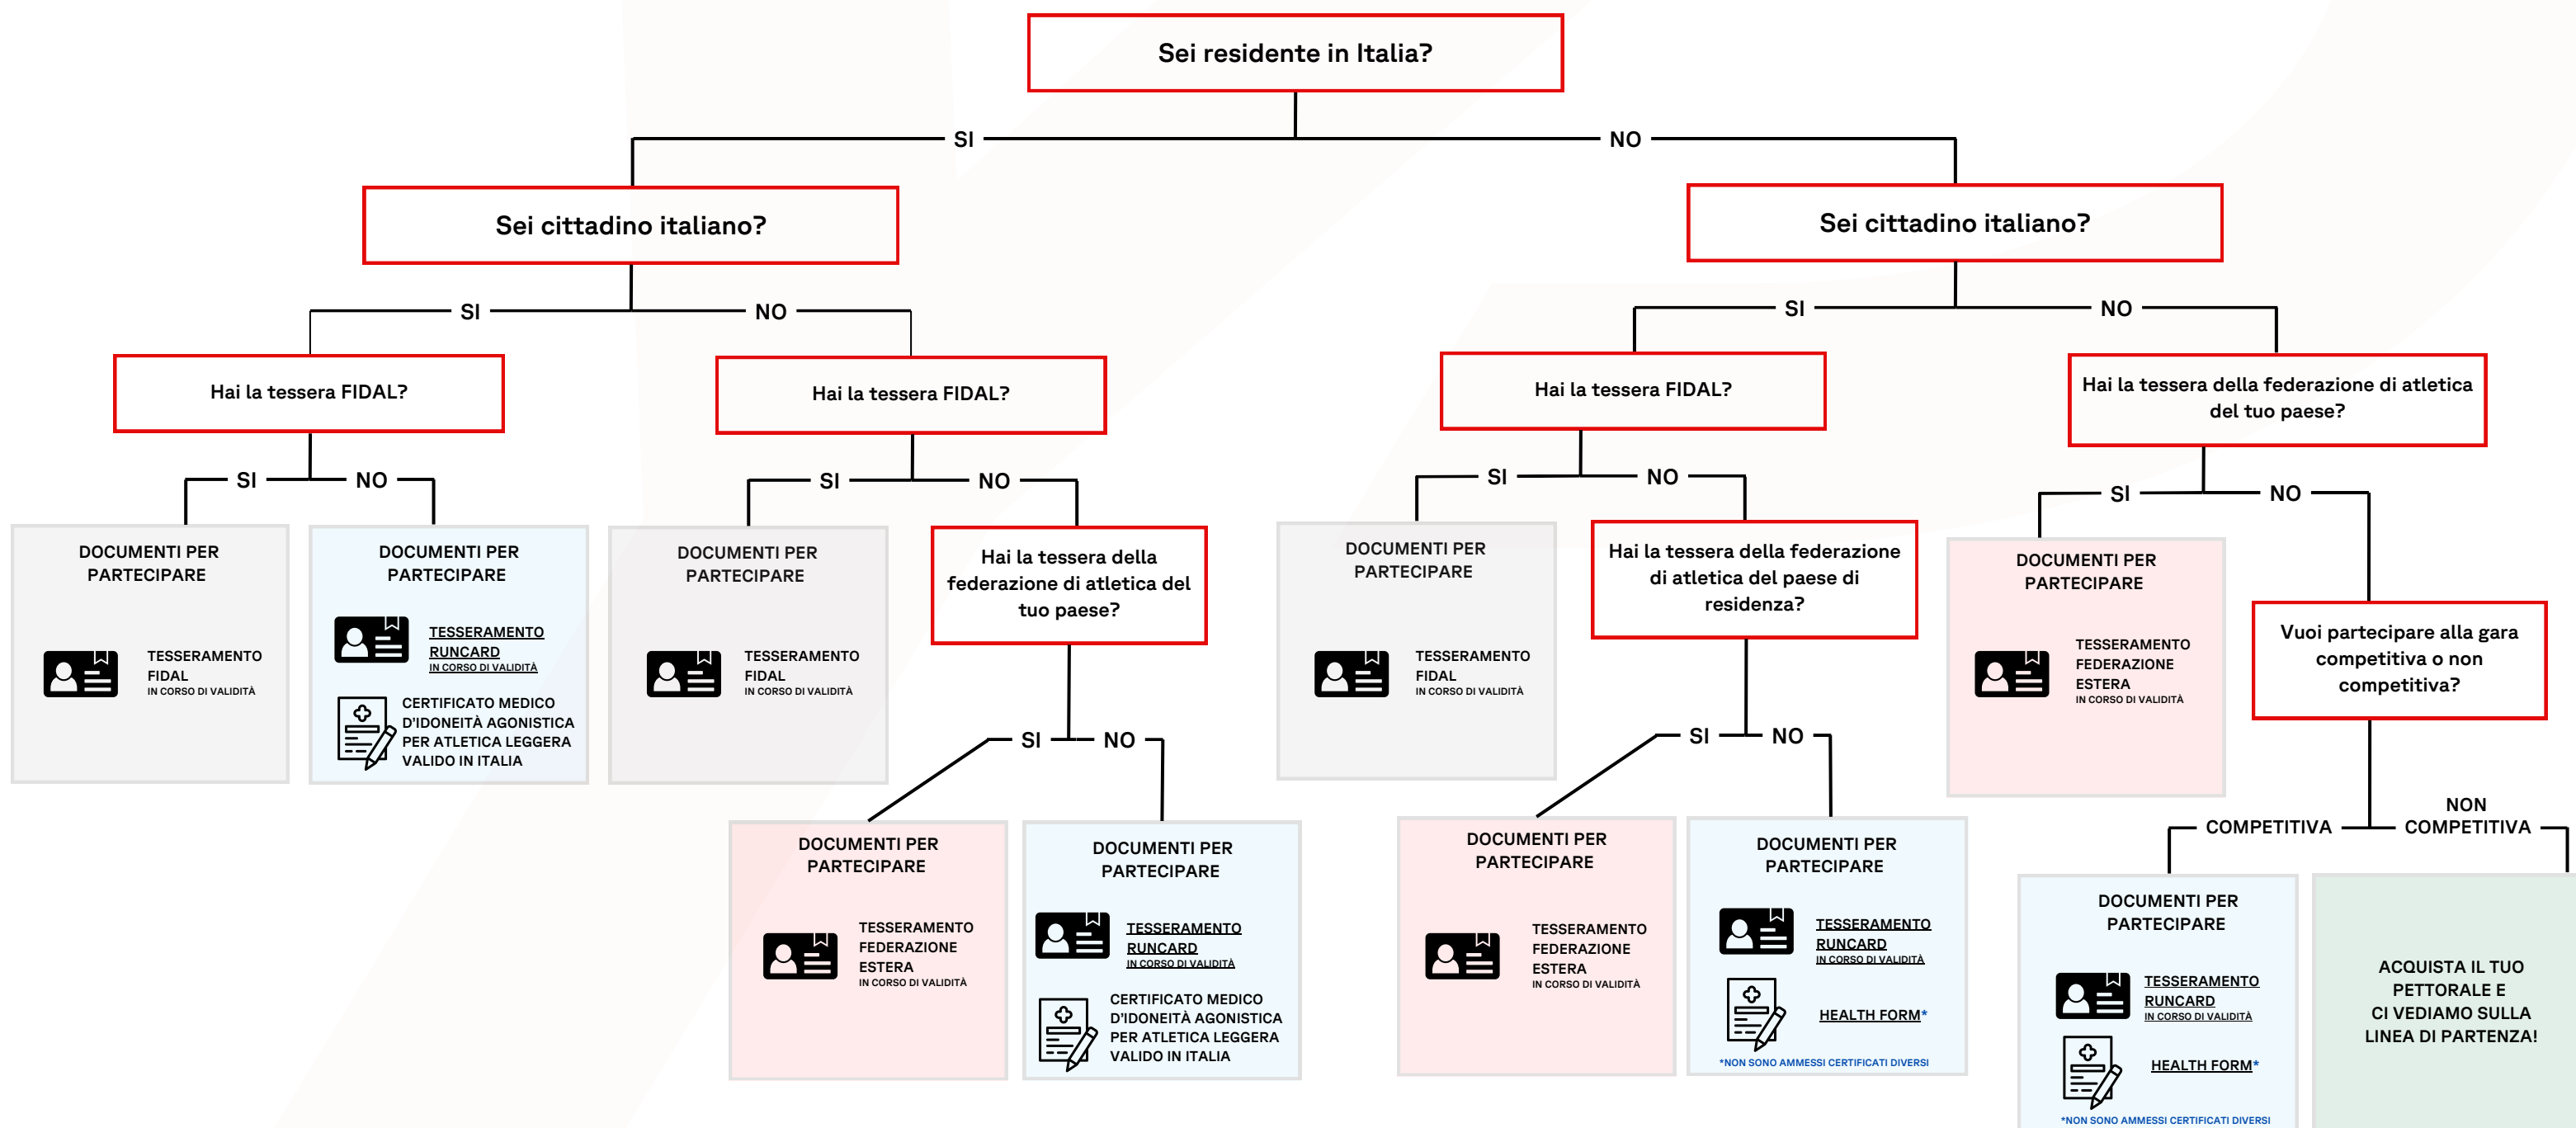 Sei residente in Italia?
SI
NO
Sei cittadino italiano?
Sei cittadino italiano?
SI
NO
SI
NO
Hai la tessera FIDAL?
Hai la tessera FIDAL?
Hai la tessera FIDAL?
Hai la tessera della federazione di atletica
del tuo paese?
SI
NO
SI
NO
SI
NO
SI
NO
DOCUMENTI PER
PARTECIPARE
TESSERAMENTO
FIDAL
IN CORSO DI VALIDITÀ
DOCUMENTI PER
PARTECIPARE
TESSERAMENTO
RUNCARD
IN CORSO DI VALIDITÀ
CERTIFICATO MEDICO
D'IDONEITÀ AGONISTICA
PER ATLETICA LEGGERA
VALIDO IN ITALIA
DOCUMENTI PER
PARTECIPARE
TESSERAMENTO
FIDAL
IN CORSO DI VALIDITÀ
Hai la tessera della
federazione di atletica del
tuo paese?
DOCUMENTI PER
PARTECIPARE
TESSERAMENTO
FIDAL
IN CORSO DI VALIDITÀ
Hai la tessera della federazione
di atletica del paese di
residenza?
DOCUMENTI PER
PARTECIPARE
TESSERAMENTO
FEDERAZIONE
ESTERA
IN CORSO DI VALIDITÀ
Vuoi partecipare alla gara
competitiva o non
competitiva?
SI
NO
SI
NO
COMPETITIVA
NON
COMPETITIVA
DOCUMENTI PER
PARTECIPARE
TESSERAMENTO
FEDERAZIONE
ESTERA
IN CORSO DI VALIDITÀ
DOCUMENTI PER
PARTECIPARE
TESSERAMENTO
RUNCARD
IN CORSO DI VALIDITÀ
CERTIFICATO MEDICO
D'IDONEITÀ AGONISTICA
PER ATLETICA LEGGERA
VALIDO IN ITALIA
DOCUMENTI PER
PARTECIPARE
TESSERAMENTO
FEDERAZIONE
ESTERA
IN CORSO DI VALIDITÀ
DOCUMENTI PER
PARTECIPARE
TESSERAMENTO
RUNCARD
IN CORSO DI VALIDITÀ
HEALTH FORM*
*NON SONO AMMESSI CERTIFICATI DIVERSI
DOCUMENTI PER
PARTECIPARE
TESSERAMENTO
RUNCARD
IN CORSO DI VALIDITÀ
HEALTH FORM*
*NON SONO AMMESSI CERTIFICATI DIVERSI
ACQUISTA IL TUO
PETTORALE E
CI VEDIAMO SULLA
LINEA DI PARTENZA!